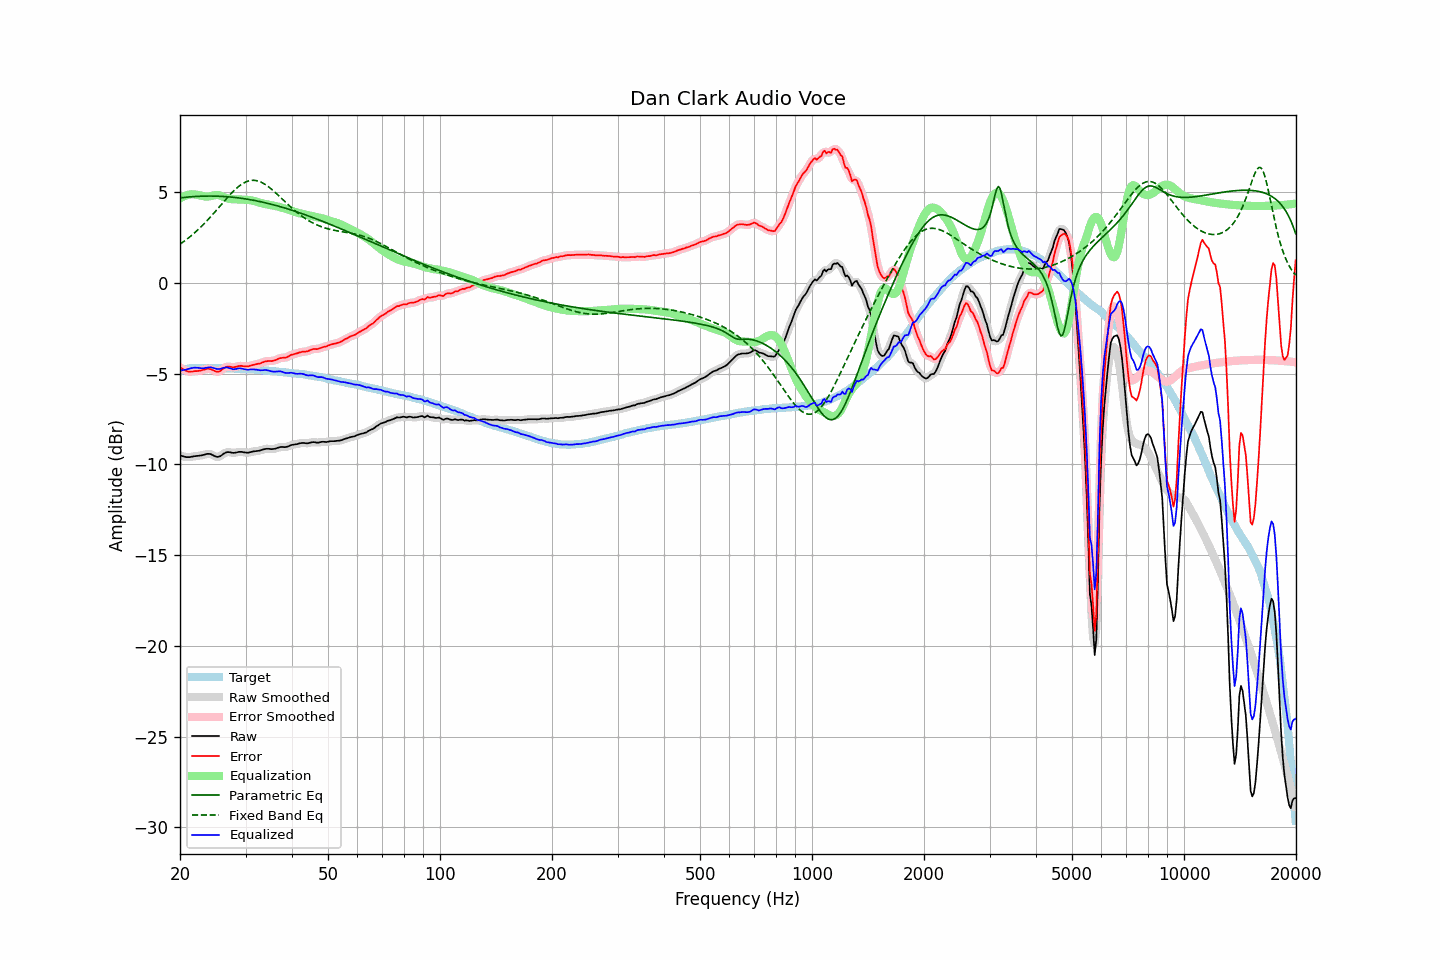 Dan Clark Audio Voce
Amplitude (dBr)
5
0
−5
−10
−15
−20
−25
−30
Target
Raw Smoothed
Error Smoothed
Raw
Error
Equalization
Parametric Eq
Fixed Band Eq
Equalized
20 50 100 200 500 1000 2000 5000 10000 20000
Frequency (Hz)